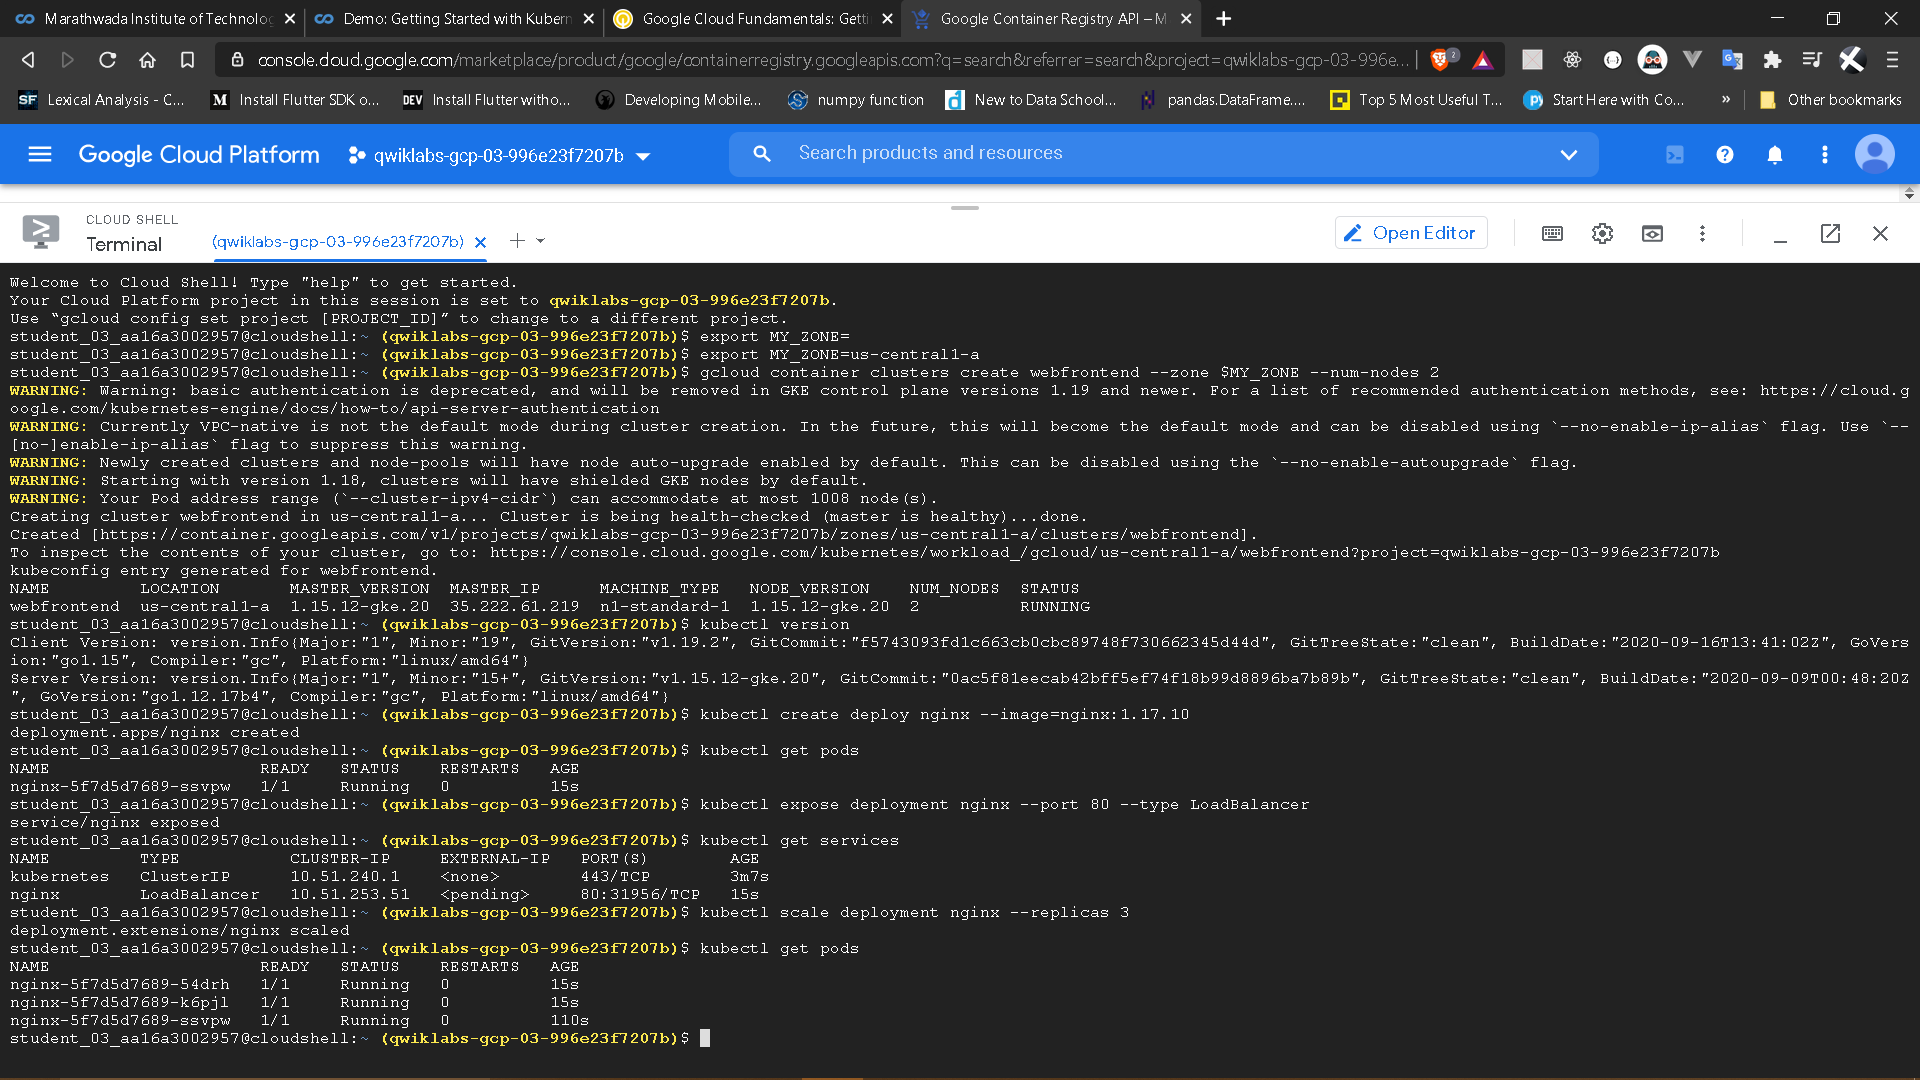 Marathwada Institute of Technolog
Demo: Getting Started with Kubern
Google Cloud Fundamentals: Getti
Google Container Registry API – M
console.cloud.google.com/marketplace/product/google/containerregistry.googleapis.com?q=search&referrer=search&project=qwiklabs-gcp-03-996e...
2
SF Lexical Analysis - C...
M Install Flutter SDK o...
DEV Install Flutter witho...
Developing Mobile...
numpy function
d New to Data School...
pandas.DataFrame....
Top 5 Most Useful T...
Start Here with Co...
»
Other bookmarks
Google Cloud Platform
qwiklabs-gcp-03-996e23f7207b
Search products and resources
CLOUD SHELL
Terminal
(qwiklabs-gcp-03-996e23f7207b)
Open Editor
Welcome to Cloud Shell! Type "help" to get started.
Your Cloud Platform project in this session is set to qwiklabs-gcp-03-996e23f7207b.
Use “gcloud config set project [PROJECT_ID]” to change to a different project.
student_03_aa16a3002957@cloudshell:~ (qwiklabs-gcp-03-996e23f7207b)$ export MY_ZONE=
student_03_aa16a3002957@cloudshell:~ (qwiklabs-gcp-03-996e23f7207b)$ export MY_ZONE=us-central1-a
student_03_aa16a3002957@cloudshell:~ (qwiklabs-gcp-03-996e23f7207b)$ gcloud container clusters create webfrontend --zone $MY_ZONE --num-nodes 2
WARNING: Warning: basic authentication is deprecated, and will be removed in GKE control plane versions 1.19 and newer. For a list of recommended authentication methods, see: https://cloud.g
oogle.com/kubernetes-engine/docs/how-to/api-server-authentication
WARNING: Currently VPC-native is not the default mode during cluster creation. In the future, this will become the default mode and can be disabled using `--no-enable-ip-alias` flag. Use `--
[no-]enable-ip-alias` flag to suppress this warning.
WARNING: Newly created clusters and node-pools will have node auto-upgrade enabled by default. This can be disabled using the `--no-enable-autoupgrade` flag.
WARNING: Starting with version 1.18, clusters will have shielded GKE nodes by default.
WARNING: Your Pod address range (`--cluster-ipv4-cidr`) can accommodate at most 1008 node(s).
Creating cluster webfrontend in us-central1-a... Cluster is being health-checked (master is healthy)...done.
Created [https://container.googleapis.com/v1/projects/qwiklabs-gcp-03-996e23f7207b/zones/us-central1-a/clusters/webfrontend].
To inspect the contents of your cluster, go to: https://console.cloud.google.com/kubernetes/workload_/gcloud/us-central1-a/webfrontend?project=qwiklabs-gcp-03-996e23f7207b
kubeconfig entry generated for webfrontend.
NAME LOCATION MASTER_VERSION MASTER_IP MACHINE_TYPE NODE_VERSION NUM_NODES STATUS
webfrontend us-central1-a 1.15.12-gke.20 35.222.61.219 n1-standard-1 1.15.12-gke.20 2 RUNNING
student_03_aa16a3002957@cloudshell:~ (qwiklabs-gcp-03-996e23f7207b)$ kubectl version
Client Version: version.Info{Major:"1", Minor:"19", GitVersion:"v1.19.2", GitCommit:"f5743093fd1c663cb0cbc89748f730662345d44d", GitTreeState:"clean", BuildDate:"2020-09-16T13:41:02Z", GoVers
ion:"go1.15", Compiler:"gc", Platform:"linux/amd64"}
Server Version: version.Info{Major:"1", Minor:"15+", GitVersion:"v1.15.12-gke.20", GitCommit:"0ac5f81eecab42bff5ef74f18b99d8896ba7b89b", GitTreeState:"clean", BuildDate:"2020-09-09T00:48:20Z
", GoVersion:"go1.12.17b4", Compiler:"gc", Platform:"linux/amd64"}
student_03_aa16a3002957@cloudshell:~ (qwiklabs-gcp-03-996e23f7207b)$ kubectl create deploy nginx --image=nginx:1.17.10
deployment.apps/nginx created
student_03_aa16a3002957@cloudshell:~ (qwiklabs-gcp-03-996e23f7207b)$ kubectl get pods
NAME READY STATUS RESTARTS AGE
nginx-5f7d5d7689-ssvpw 1/1 Running 0 15s
student_03_aa16a3002957@cloudshell:~ (qwiklabs-gcp-03-996e23f7207b)$ kubectl expose deployment nginx --port 80 --type LoadBalancer
service/nginx exposed
student_03_aa16a3002957@cloudshell:~ (qwiklabs-gcp-03-996e23f7207b)$ kubectl get services
NAME TYPE CLUSTER-IP EXTERNAL-IP PORT(S) AGE
kubernetes ClusterIP 10.51.240.1 <none> 443/TCP 3m7s
nginx LoadBalancer 10.51.253.51 <pending> 80:31956/TCP 15s
student_03_aa16a3002957@cloudshell:~ (qwiklabs-gcp-03-996e23f7207b)$ kubectl scale deployment nginx --replicas 3
deployment.extensions/nginx scaled
student_03_aa16a3002957@cloudshell:~ (qwiklabs-gcp-03-996e23f7207b)$ kubectl get pods
NAME READY STATUS RESTARTS AGE
nginx-5f7d5d7689-54drh 1/1 Running 0 15s
nginx-5f7d5d7689-k6pjl 1/1 Running 0 15s
nginx-5f7d5d7689-ssvpw 1/1 Running 0 110s
student_03_aa16a3002957@cloudshell:~ (qwiklabs-gcp-03-996e23f7207b)$